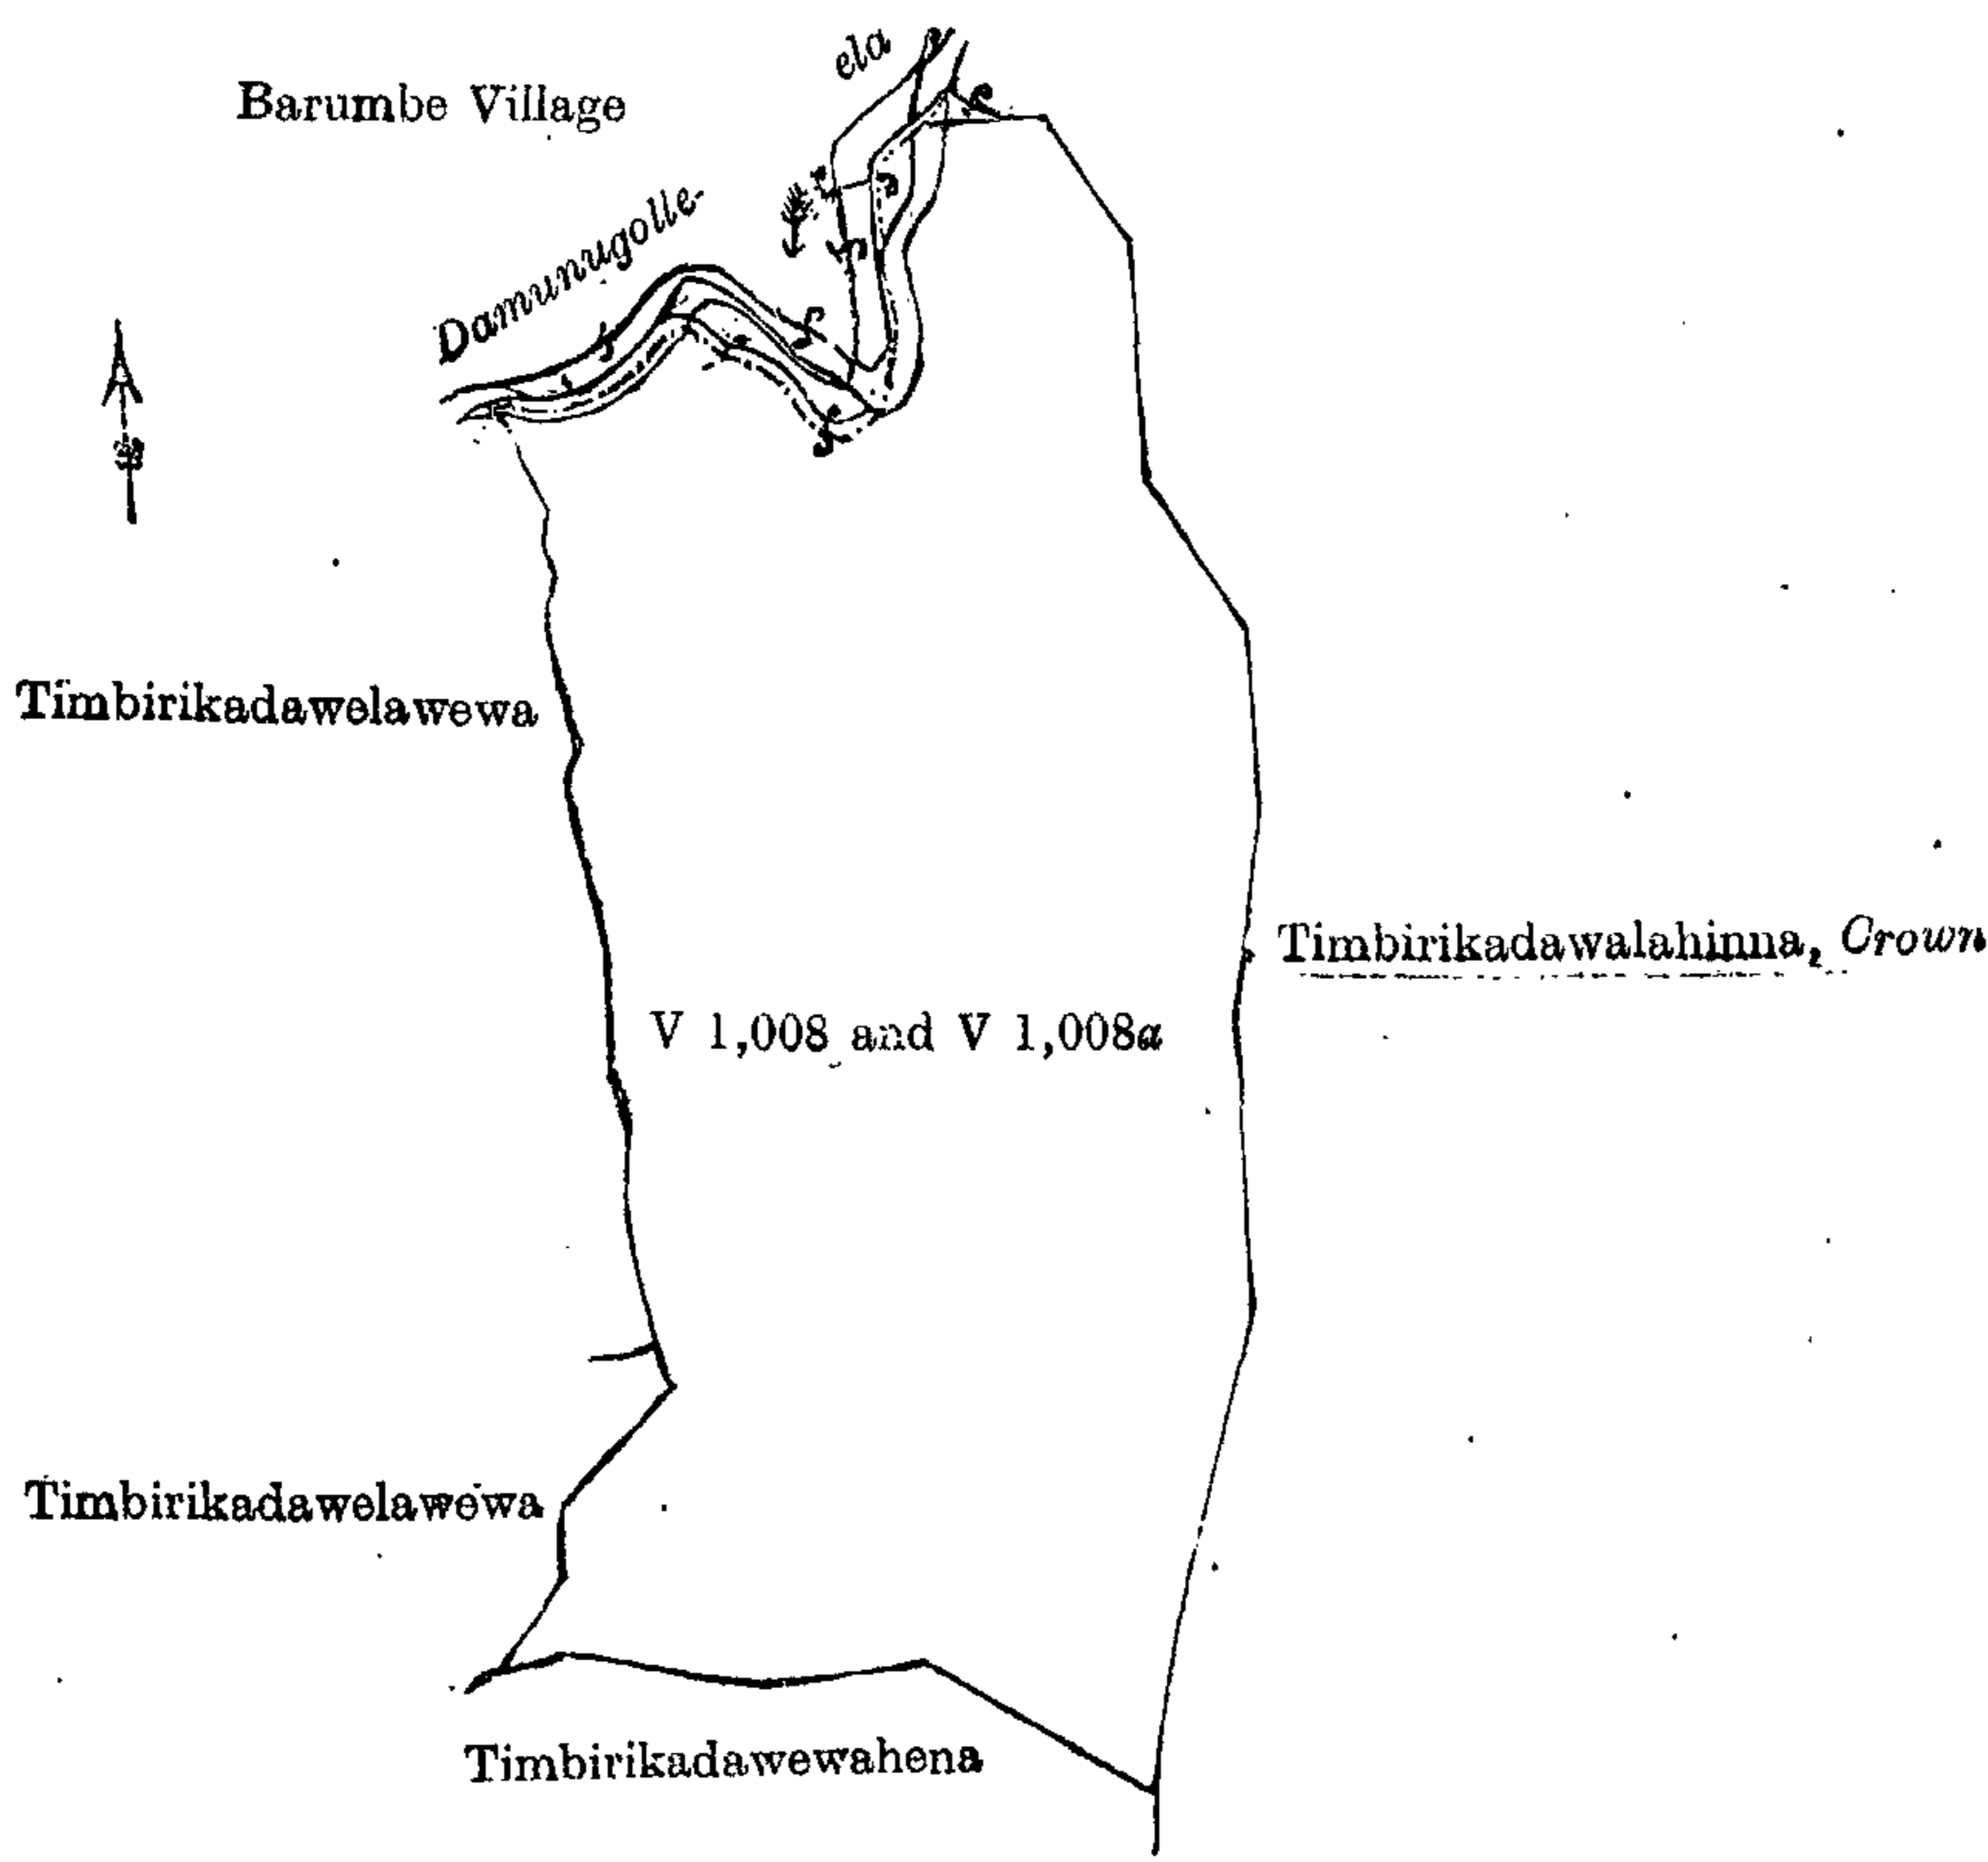 ela
Barumbe Village
Damunugolle-
Timbirikadawelawewa
Timbirikadawalahinna, Crown
V 1,008 and V 1,008a
Timbirikadawelawewa
Timbirikadawewahena